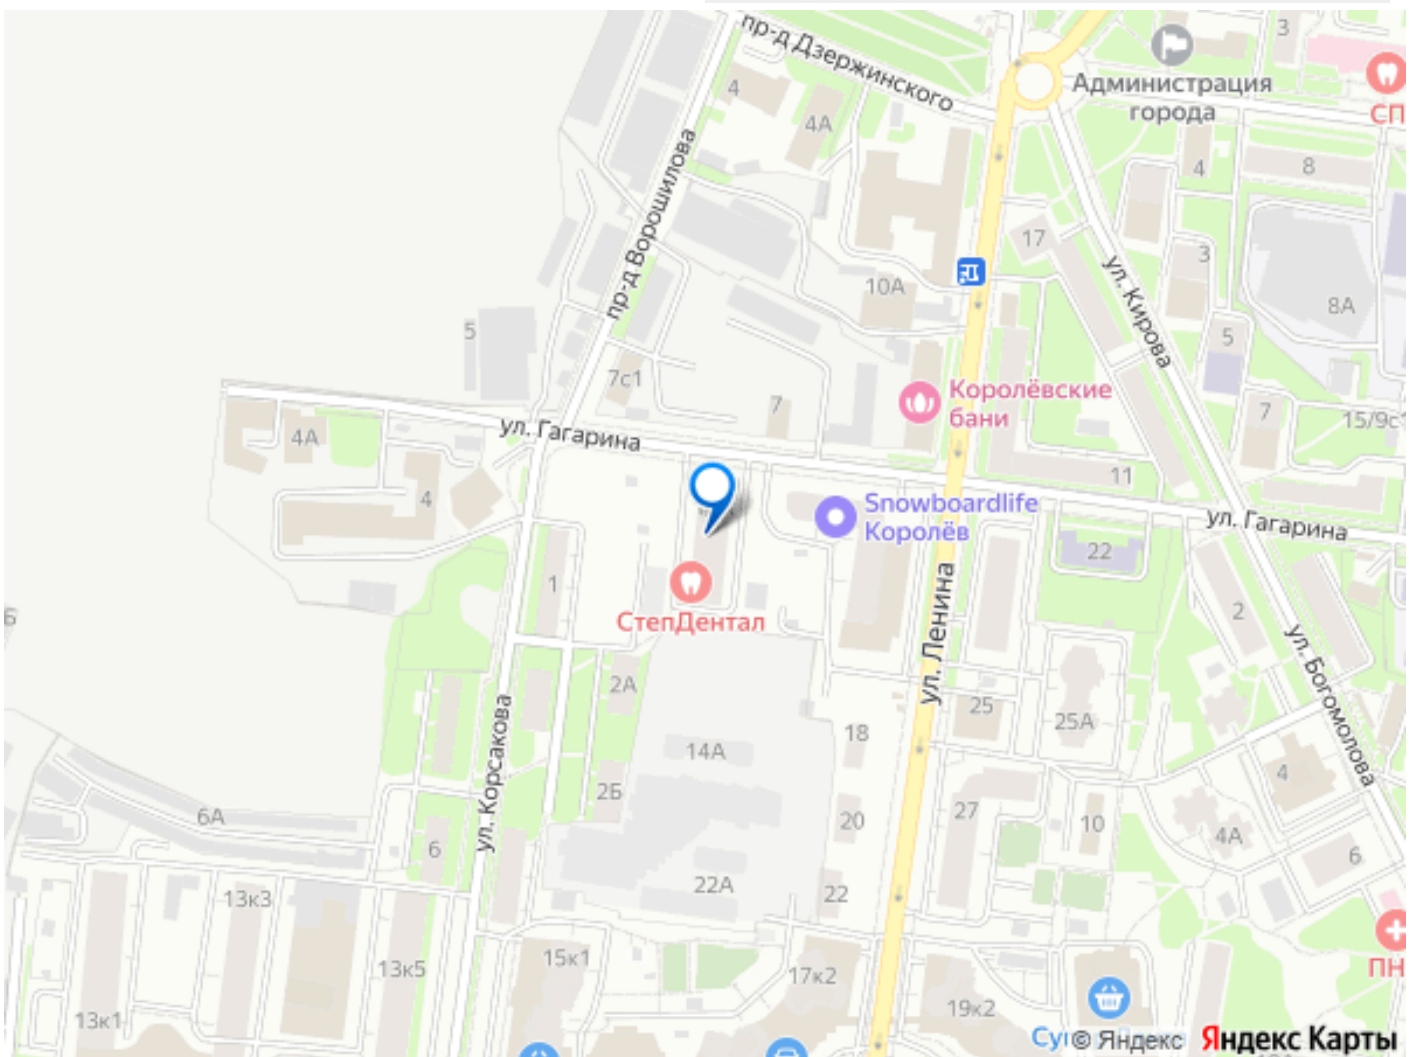 пр-д Дзержинского
3
4
Администрация
города
СП
4А
4
8
пр-д Ворошилова
17
3
ул. Кирова
10А
8А
5
5
7с1
7
Королёвские
бани
7
15/9с1
4А
ул. Гагарина
11
4
Snowboardlife
Королёв
ул. Гагарина
22
1
СтепДентал
2
ул. Ленина
ул. Богомолова
2А
25
25А
ул. Корсакова
18
14А
4
2Б
6А
20
27
10
4А
6
6
22А
22
13к3
15к1
13к5
17к2
ПН
19к2
13к1
© Яндекс
Яндекс Карты